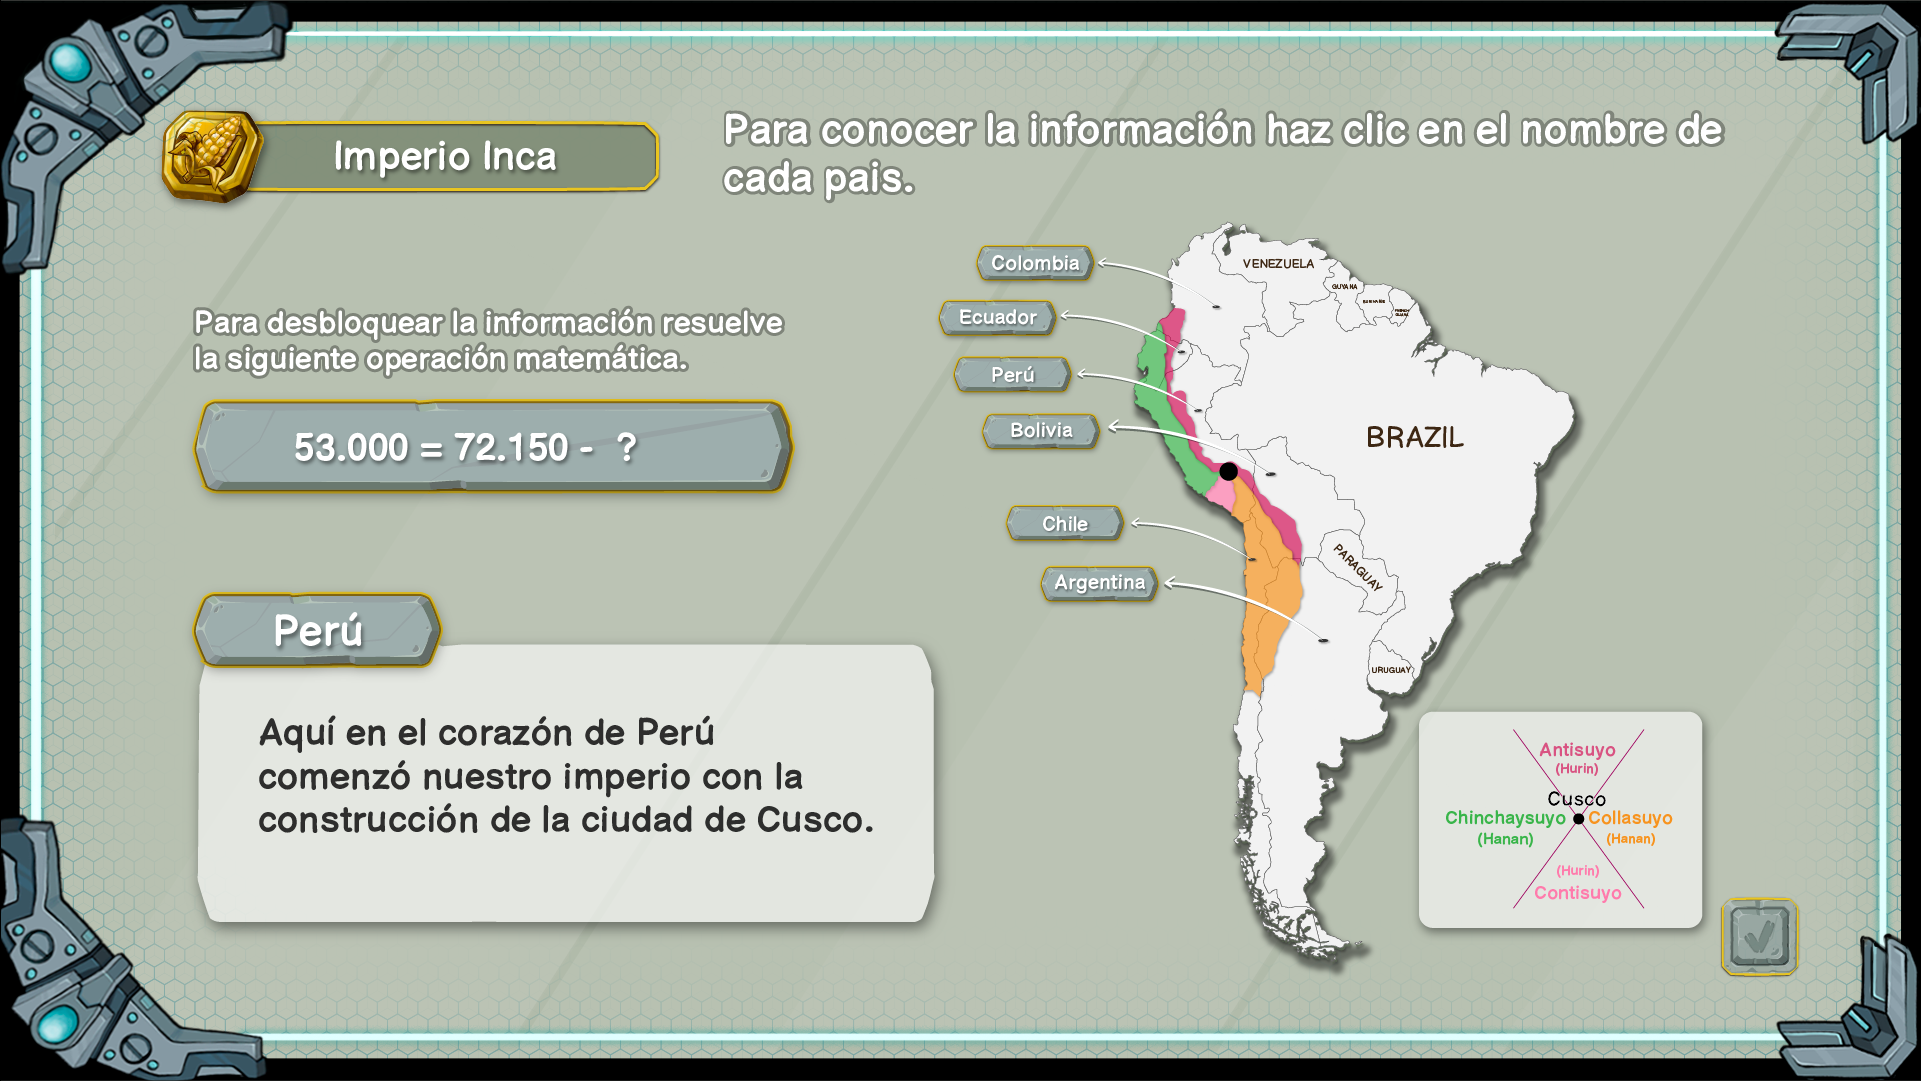 Imperio Inca
Para conocer la información haz clic en el nombre de
cada pais.
Para desbloquear la información resuelve
la siguiente operación matemática.
53.000 = 72.150 - ?
Perú
Aquí en el corazón de Perú
comenzó nuestro imperio con la
construcción de la ciudad de Cusco.
Colombia
Ecuador
Perú
Bolivia
Chile
Argentina
VENEZUELA
GUYANA
BRAZIL
PARAGUAY
URUGUAY
Antisuyo
(Hurin)
Cusco
Chinchaysuyo
(Hanan)
Collasuyo
(Hanan)
(Hurin)
Contisuyo